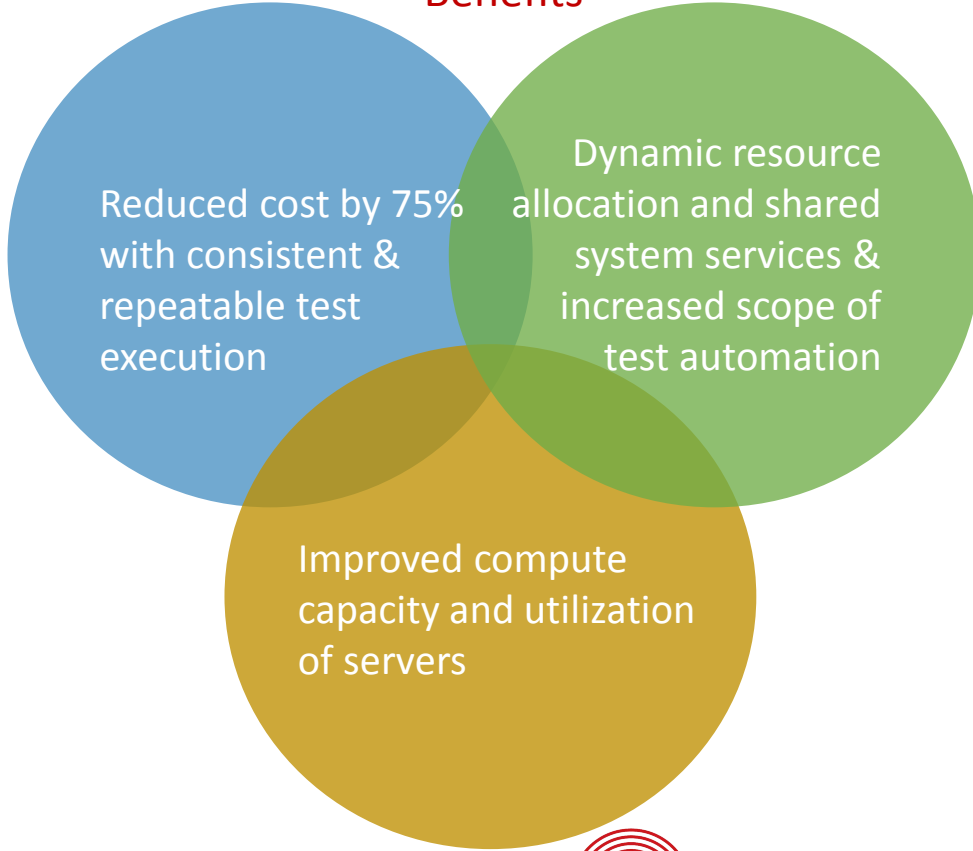 Benefits
Reduced cost by 75%
with consistent &
repeatable test
execution
Dynamic resource
allocation and shared
system services &
increased scope of
test automation
Improved compute
capacity and utilization
of servers